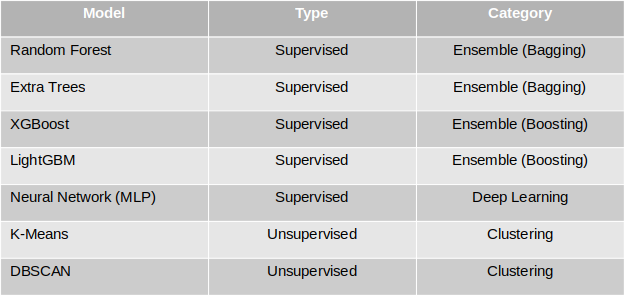 Model Type Category
Random Forest Supervised Ensemble (Bagging)
Extra Trees Supervised Ensemble (Bagging)
XGBoost Supervised Ensemble (Boosting)
LightGBM Supervised Ensemble (Boosting)
Neural Network (MLP) Supervised Deep Learning
K-Means Unsupervised Clustering
DBSCAN Unsupervised Clustering